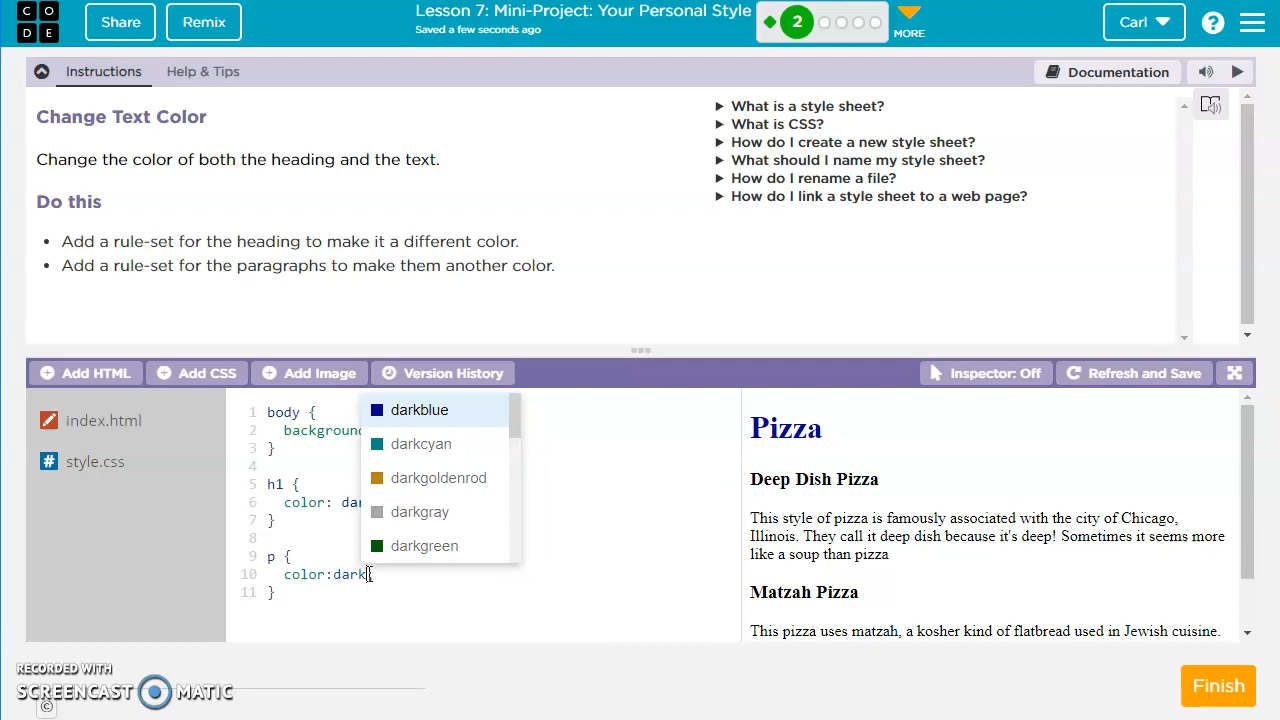 C O
D E
Share
Remix
Lesson 7: Mini-Project: Your Personal Style
Saved a few seconds ago
2
MORE
Carl
?
Instructions
Help & Tips
Documentation
Change Text Color
Change the color of both the heading and the text.
Do this
• Add a rule-set for the heading to make it a different color.
• Add a rule-set for the paragraphs to make them another color.
What is a style sheet?
What is CSS?
How do I create a new style sheet?
What should I name my style sheet?
How do I rename a file?
How do I link a style sheet to a web page?
Add HTML
Add CSS
Add Image
Version History
Inspector: Off
Refresh and Save
index.html
# style.css
1 body {
2 background
3 }
4
5 h1 {
6 color: dar
7 }
8
9 p {
10 color:dark
11 }
darkblue
darkcyan
darkgoldenrod
darkgray
darkgreen
Pizza
Deep Dish Pizza
This style of pizza is famously associated with the city of Chicago,
Illinois. They call it deep dish because it's deep! Sometimes it seems more
like a soup than pizza
Matzah Pizza
This pizza uses matzah, a kosher kind of flatbread used in Jewish cuisine.
RECORDED WITH
SCREENCAST MATIC
©
Finish